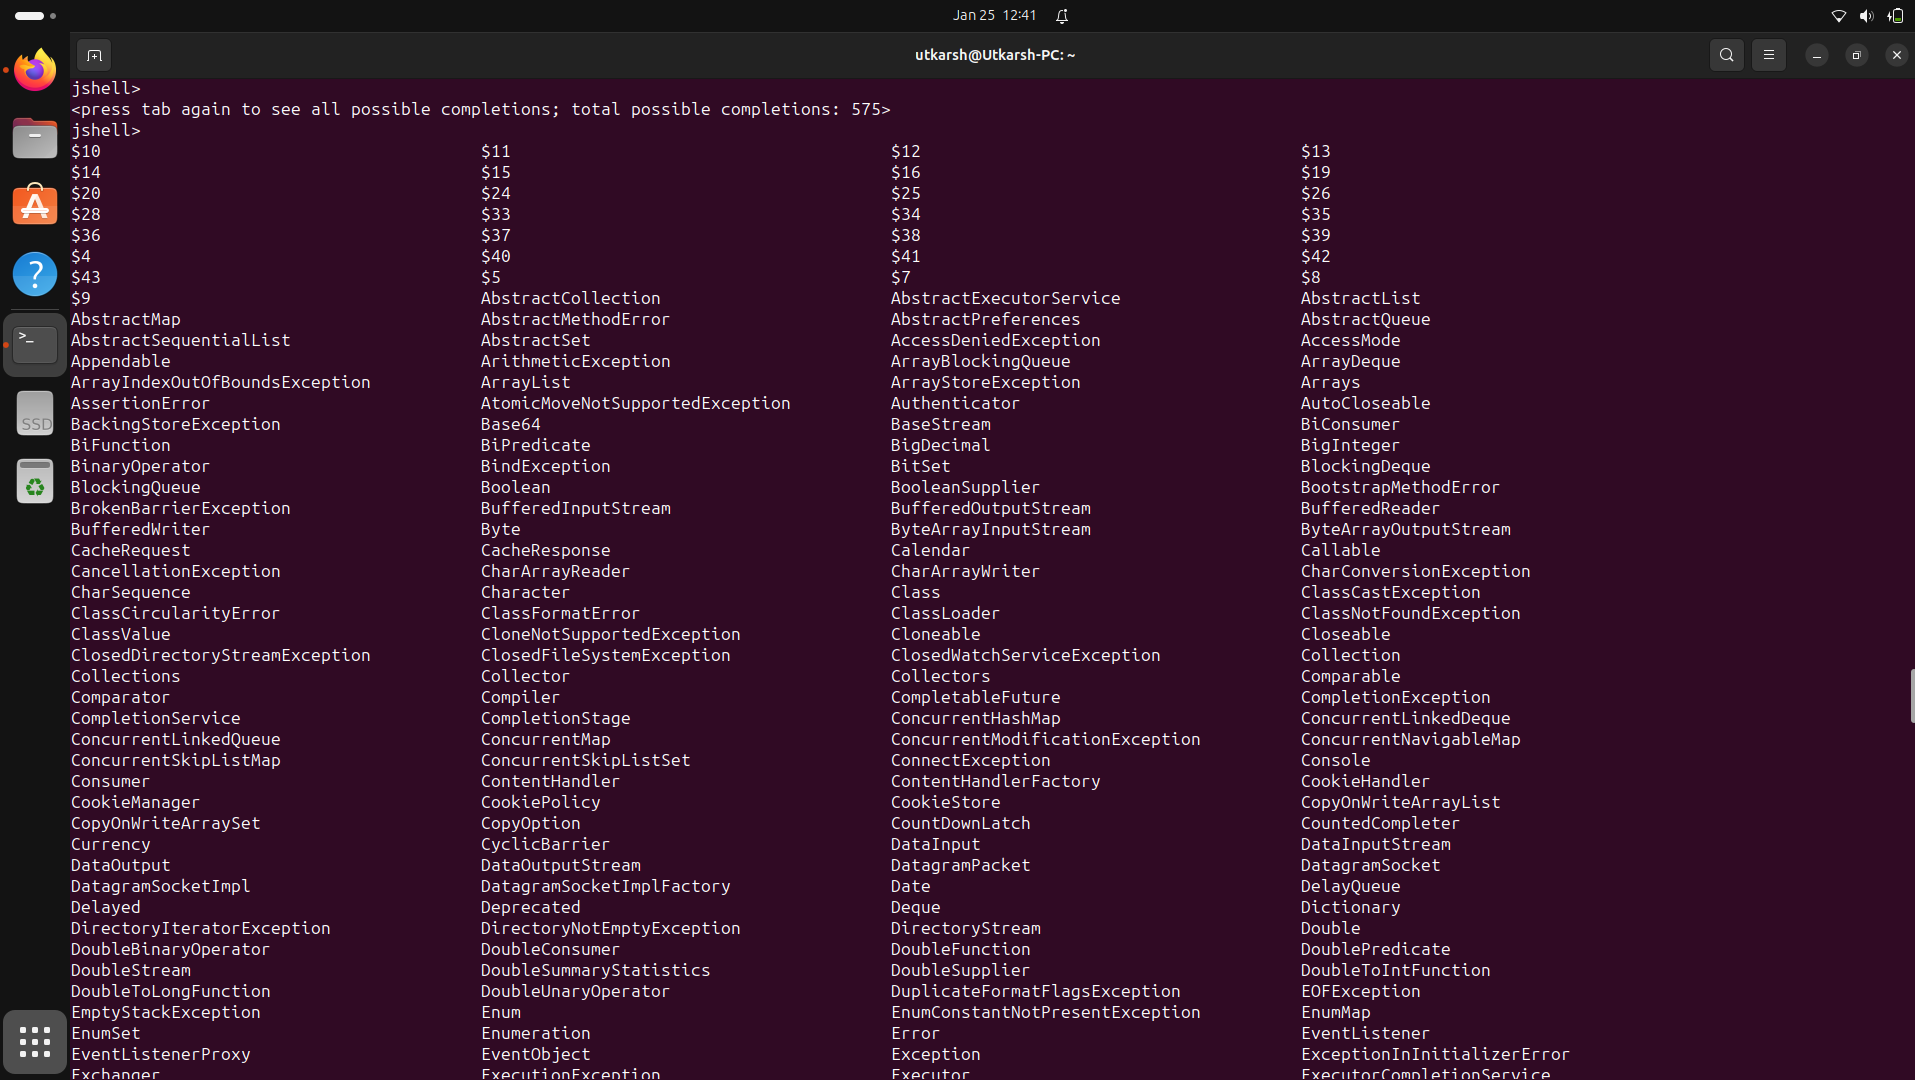 Jan 25 12:41
utkarsh@Utkarsh-PC: ~
jshell>
<press tab again to see all possible completions; total possible completions: 575>
jshell>
$10 $11 $12 $13
$14 $15 $16 $19
$20 $24 $25 $26
$28 $33 $34 $35
$36 $37 $38 $39
$4 $40 $41 $42
$43 $5 $7 $8
$9 AbstractCollection AbstractExecutorService AbstractList
AbstractMap AbstractMethodError AbstractPreferences AbstractQueue
AbstractSequentialList AbstractSet AccessDeniedException AccessMode
Appendable ArithmeticException ArrayBlockingQueue ArrayDeque
ArrayIndexOutOfBoundsException ArrayList ArrayStoreException Arrays
AssertionError AtomicMoveNotSupportedException Authenticator AutoCloseable
BackingStoreException Base64 BaseStream BiConsumer
BiFunction BiPredicate BigDecimal BigInteger
BinaryOperator BindException BitSet BlockingDeque
BlockingQueue Boolean BooleanSupplier BootstrapMethodError
BrokenBarrierException BufferedInputStream BufferedOutputStream BufferedReader
BufferedWriter Byte ByteArrayInputStream ByteArrayOutputStream
CacheRequest CacheResponse Calendar Callable
CancellationException CharArrayReader CharArrayWriter CharConversionException
CharSequence Character Class ClassCastException
ClassCircularityError ClassFormatError ClassLoader ClassNotFoundException
ClassValue CloneNotSupportedException Cloneable Closeable
ClosedDirectoryStreamException ClosedFileSystemException ClosedWatchServiceException Collection
Collections Collector Collectors Comparable
Comparator Compiler CompletableFuture CompletionException
CompletionService CompletionStage ConcurrentHashMap ConcurrentLinkedDeque
ConcurrentLinkedQueue ConcurrentMap ConcurrentModificationException ConcurrentNavigableMap
ConcurrentSkipListMap ConcurrentSkipListSet ConnectException Console
Consumer ContentHandler ContentHandlerFactory CookieHandler
CookieManager CookiePolicy CookieStore CopyOnWriteArrayList
CopyOnWriteArraySet CopyOption CountDownLatch CountedCompleter
Currency CyclicBarrier DataInput DataInputStream
DataOutput DataOutputStream DatagramPacket DatagramSocket
DatagramSocketImpl DatagramSocketImplFactory Date DelayQueue
Delayed Deprecated Deque Dictionary
DirectoryIteratorException DirectoryNotEmptyException DirectoryStream Double
DoubleBinaryOperator DoubleConsumer DoubleFunction DoublePredicate
DoubleStream DoubleSummaryStatistics DoubleSupplier DoubleToIntFunction
DoubleToLongFunction DoubleUnaryOperator DuplicateFormatFlagsException EOFException
EmptyStackException Enum EnumConstantNotPresentException EnumMap
EnumSet Enumeration Error EventListener
EventListenerProxy EventObject Exception ExceptionInInitializerError
Exchanger ExecutionException Executor ExecutorCompletionService
SSD